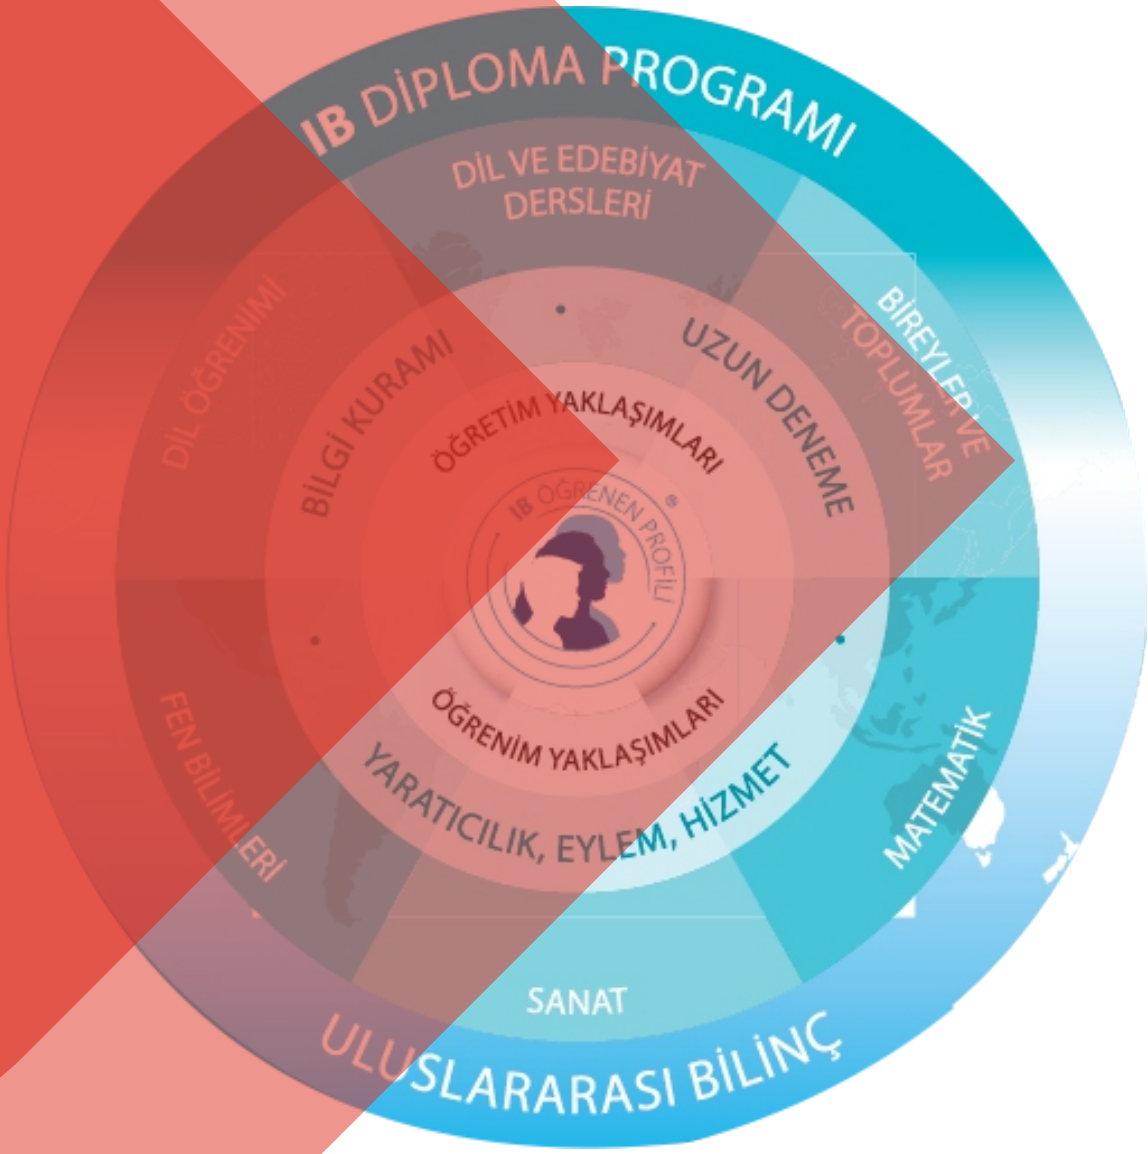 IB DİPLOMA PROGRAMI
DİL VE EDEBİYAT
DERSLERİ
DİL ÖĞRENIMI
BİREYLER VE
TOPLUMLAR
BİLGİ KURAMI
UZUN DENEME
ÖĞRETİM YAKLAŞIMLARI
IB ÖĞRENEN PROFİLİ
ÖĞRENİM YAKLAŞIMLARI
YARATICILIK, EYLEM, HİZMET
FEN BİLİMLERİ
MATEMATİK
SANAT
ULUSLARARASI BİLİNÇ